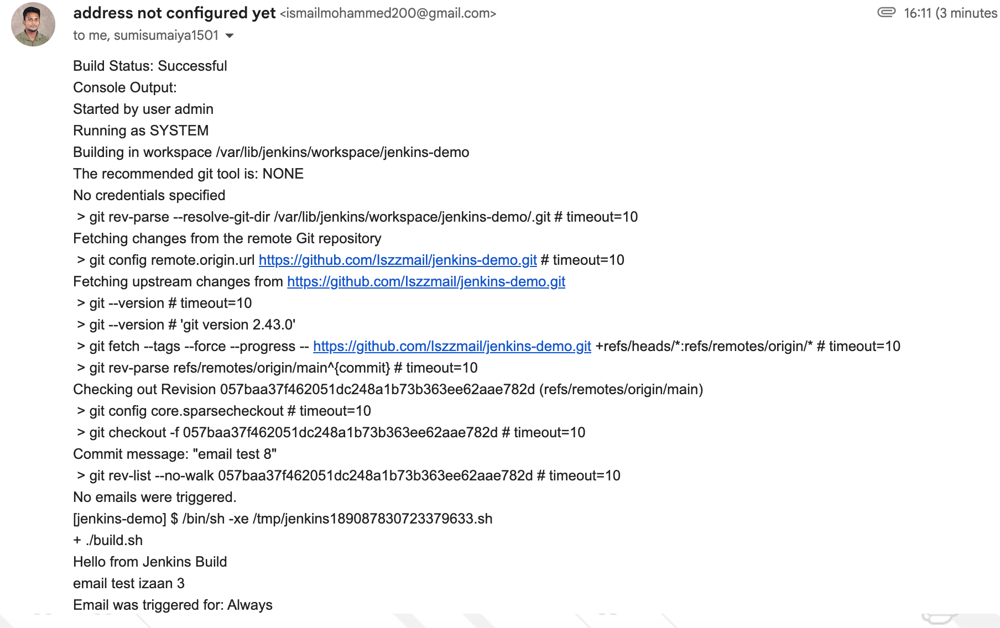 address not configured yet <ismailmohammed200@gmail.com> 16:11 (3 minutes
to me, sumisumaiya1501
Build Status: Successful
Console Output:
Started by user admin
Running as SYSTEM
Building in workspace /var/lib/jenkins/workspace/jenkins-demo
The recommended git tool is: NONE
No credentials specified
> git rev-parse --resolve-git-dir /var/lib/jenkins/workspace/jenkins-demo/.git # timeout=10
Fetching changes from the remote Git repository
> git config remote.origin.url https://github.com/Iszzmail/jenkins-demo.git # timeout=10
Fetching upstream changes from https://github.com/Iszzmail/jenkins-demo.git
> git --version # timeout=10
> git --version # 'git version 2.43.0'
> git fetch --tags --force --progress -- https://github.com/Iszzmail/jenkins-demo.git +refs/heads/*:refs/remotes/origin/* # timeout=10
> git rev-parse refs/remotes/origin/main^{commit} # timeout=10
Checking out Revision 057baa37f462051dc248a1b73b363ee62aae782d (refs/remotes/origin/main)
> git config core.sparsecheckout # timeout=10
> git checkout -f 057baa37f462051dc248a1b73b363ee62aae782d # timeout=10
Commit message: "email test 8"
> git rev-list --no-walk 057baa37f462051dc248a1b73b363ee62aae782d # timeout=10
No emails were triggered.
[jenkins-demo] $ /bin/sh -xe /tmp/jenkins189087830723379633.sh
+ ./build.sh
Hello from Jenkins Build
email test izaan 3
Email was triggered for: Always